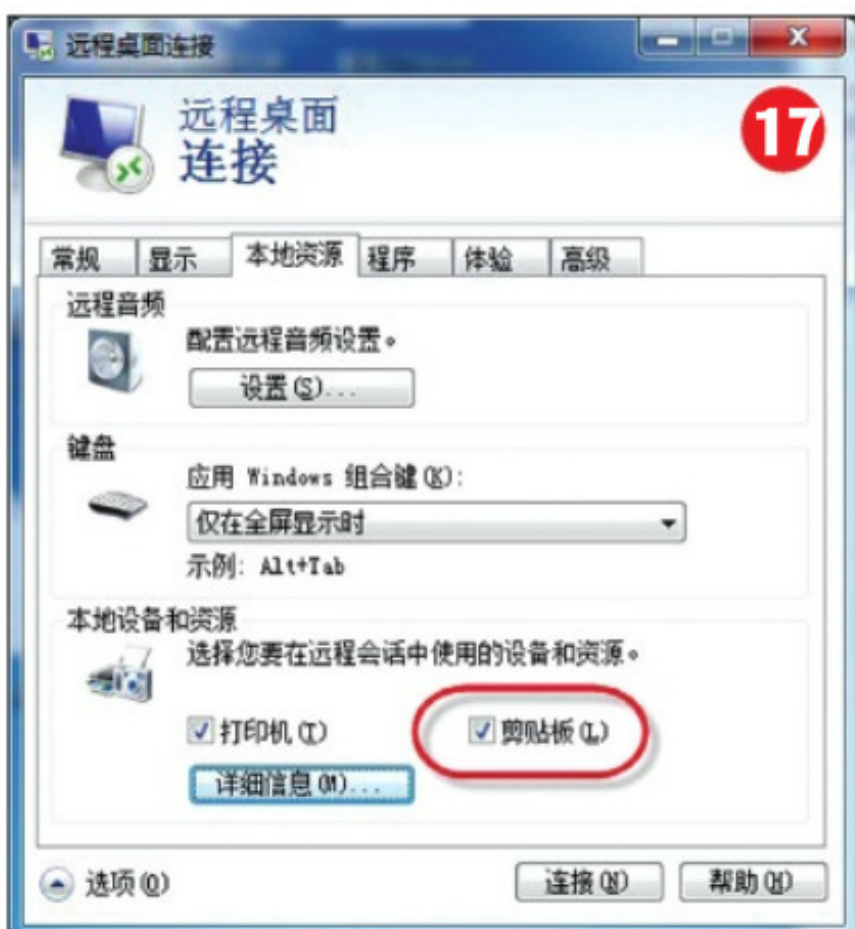 远程桌面连接
远程桌面
连接
17
常规 显示 本地资源 程序 体验 高级
远程音频
配置远程音频设置。
设置(S)...
键盘
应用 Windows 组合键(K):
仅在全屏显示时
示例: Alt+Tab
本地设备和资源
选择您要在远程会话中使用的设备和资源。
打印机(T) 剪贴板(L)
详细信息(M)...
选项(O) 连接(N) 帮助(H)